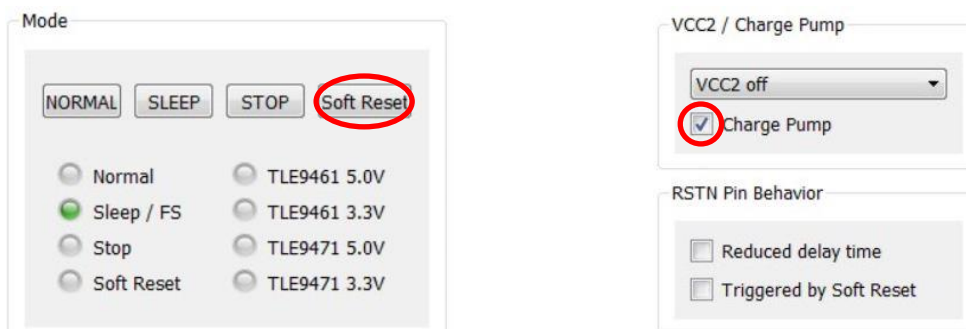 Mode
NORMAL SLEEP STOP Soft Reset
Normal TLE9461 5.0V
Sleep / FS TLE9461 3.3V
Stop TLE9471 5.0V
Soft Reset TLE9471 3.3V
VCC2 / Charge Pump
VCC2 off
Charge Pump
RSTN Pin Behavior
Reduced delay time
Triggered by Soft Reset